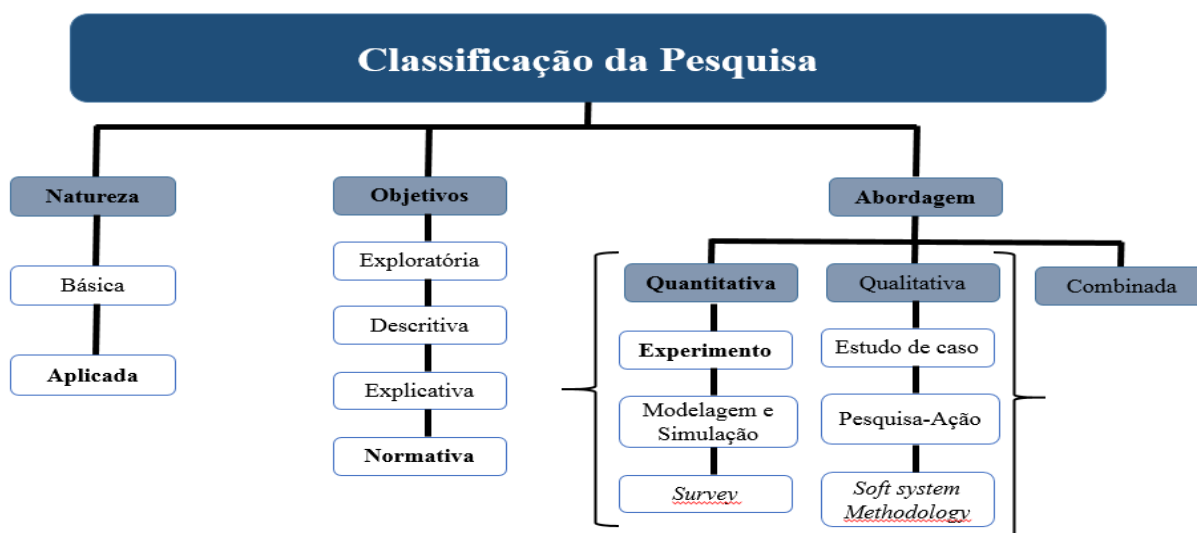 Classificação da Pesquisa
Natureza
Básica
Aplicada
Objetivos
Exploratória
Descritiva
Explicativa
Normativa
Abordagem
Quantitativa
Experimento
Modelagem e
Simulação
Survey
Qualitativa
Estudo de caso
Pesquisa-Ação
Soft system
Methodology
Combinada